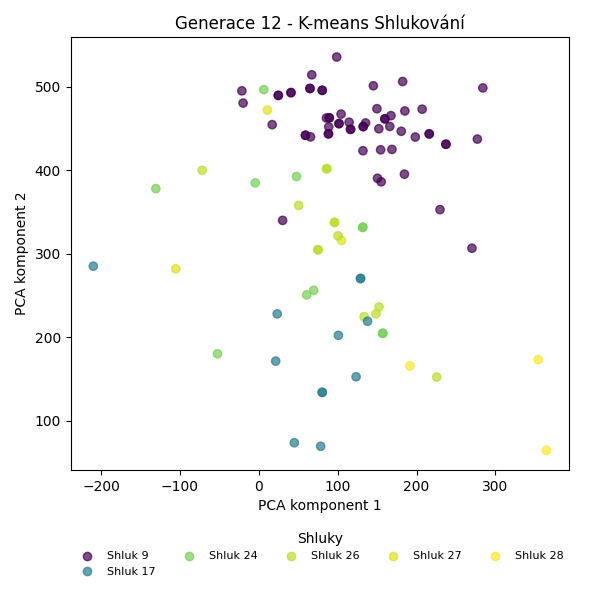 Generace 12 - K-means Shlukování
PCA komponent 2
500
400
300
200
100
−200 −100 0 100 200 300
PCA komponent 1
Shluky
Shluk 9 Shluk 24 Shluk 26 Shluk 27 Shluk 28
Shluk 17